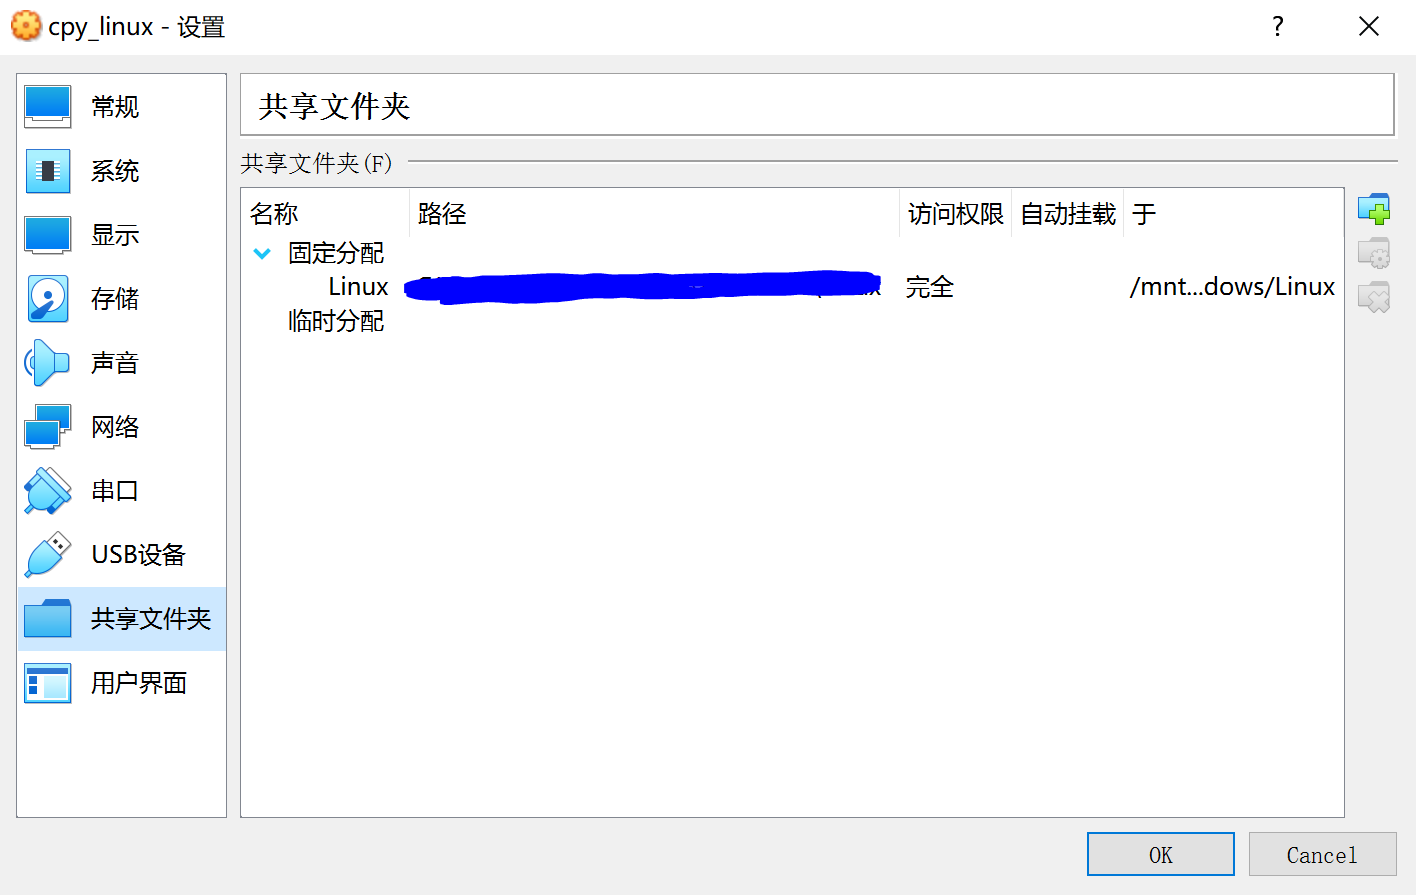 cpy_linux - 设置
?
常规
系统
显示
存储
声音
网络
串口
USB设备
共享文件夹
用户界面
共享文件夹
共享文件夹(F)
名称 路径 访问权限 自动挂载 于
固定分配
Linux 完全 /mnt...dows/Linux
临时分配
OK Cancel